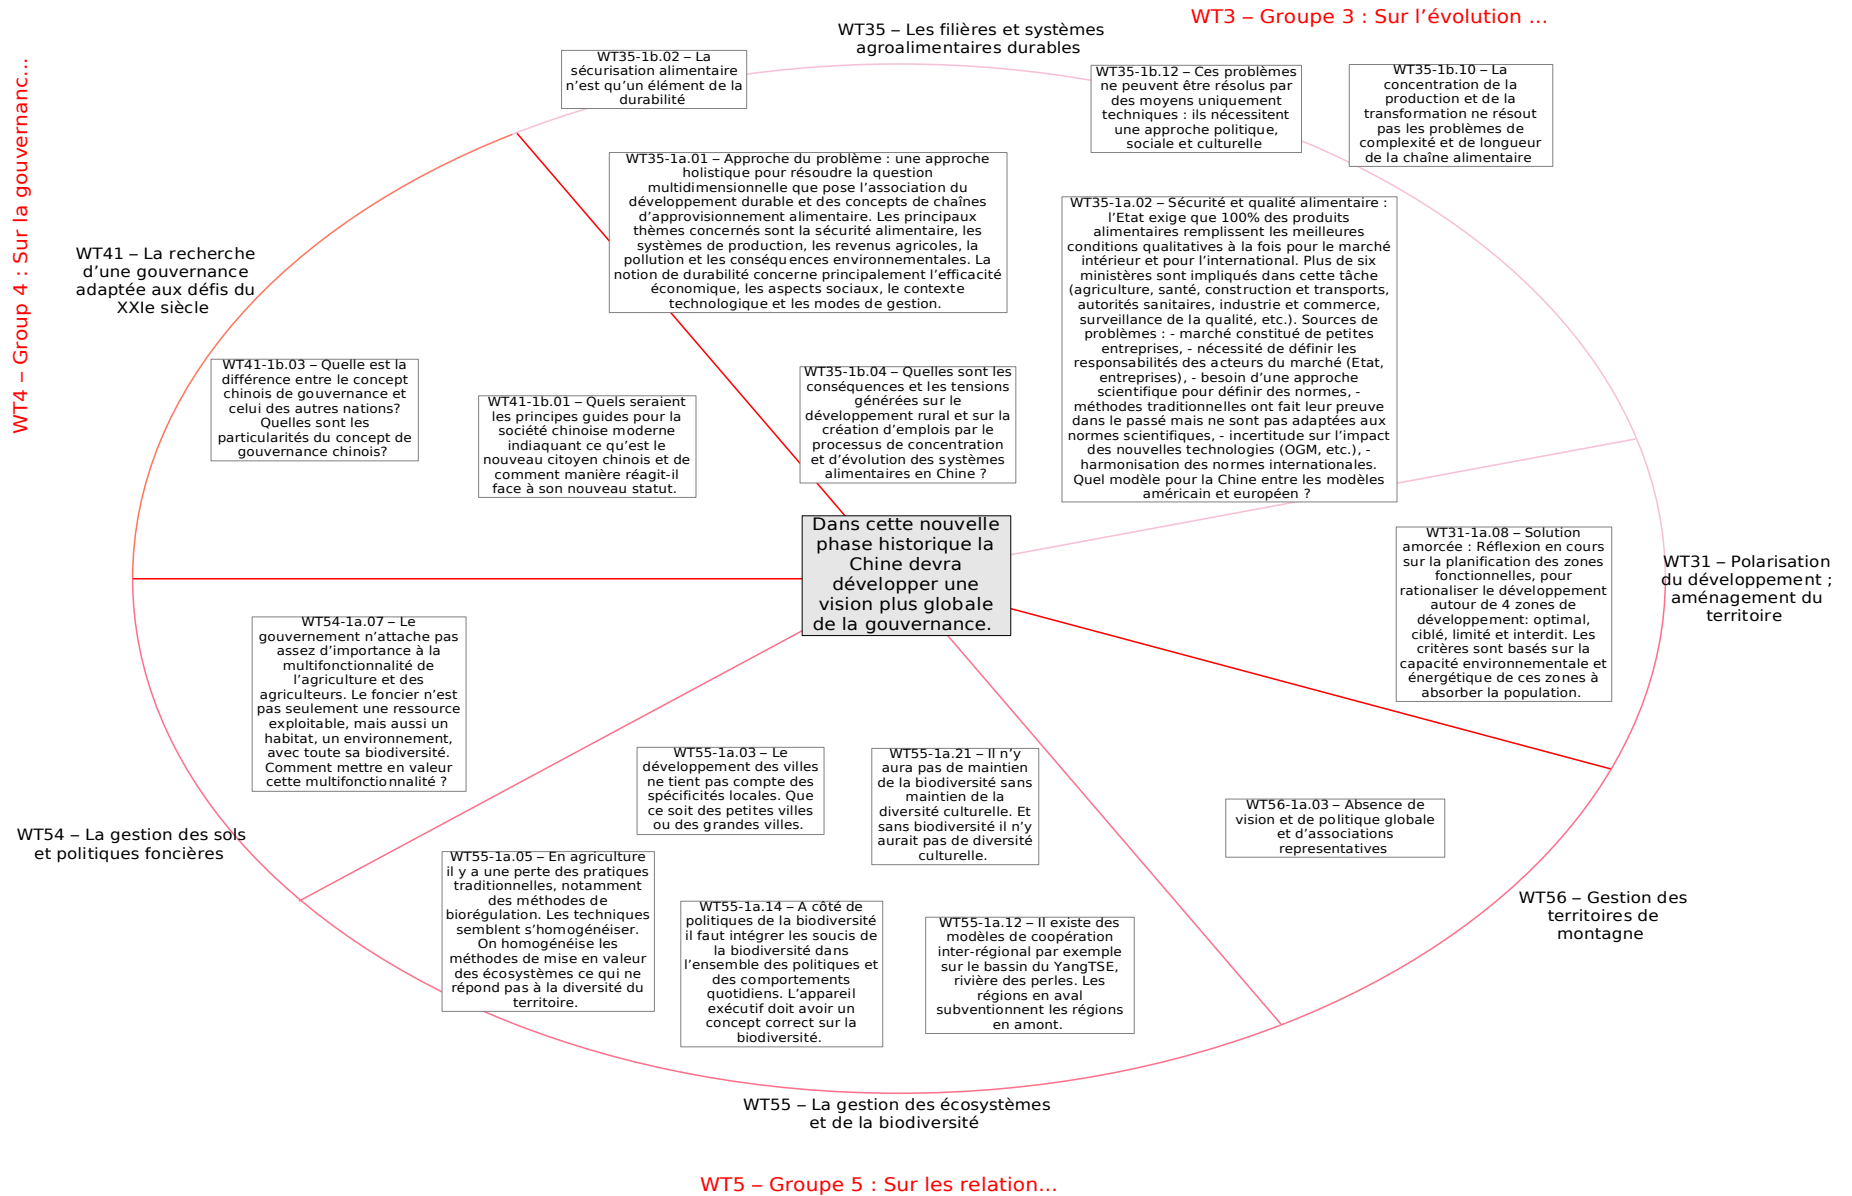 WT3 – Groupe 3 : Sur l’évolution ...
WT35 – Les filières et systèmes
agroalimentaires durables
WT35-1b.02 – La
sécurisation alimentaire
n’est qu’un élément de la
durabilité
WT35-1b.12 – Ces problèmes
ne peuvent être résolus par
des moyens uniquement
techniques : ils nécessitent
une approche politique,
sociale et culturelle
WT35-1b.10 – La
concentration de la
production et de la
transformation ne résout
pas les problèmes de
complexité et de longueur
de la chaîne alimentaire
WT4 – Group 4 : Sur la gouvernanc...
WT35-1a.01 – Approche du problème : une approche
holistique pour résoudre la question
multidimensionnelle que pose l’association du
développement durable et des concepts de chaînes
d’approvisionnement alimentaire. Les principaux
thèmes concernés sont la sécurité alimentaire, les
systèmes de production, les revenus agricoles, la
pollution et les conséquences environnementales. La
notion de durabilité concerne principalement l’efficacité
économique, les aspects sociaux, le contexte
technologique et les modes de gestion.
WT35-1a.02 – Sécurité et qualité alimentaire :
l’Etat exige que 100% des produits
alimentaires remplissent les meilleures
conditions qualitatives à la fois pour le marché
intérieur et pour l’international. Plus de six
ministères sont impliqués dans cette tâche
(agriculture, santé, construction et transports,
autorités sanitaires, industrie et commerce,
surveillance de la qualité, etc.). Sources de
problèmes : - marché constitué de petites
entreprises, - nécessité de définir les
responsabilités des acteurs du marché (Etat,
entreprises), - besoin d’une approche
scientifique pour définir des normes, -
méthodes traditionnelles ont fait leur preuve
dans le passé mais ne sont pas adaptées aux
normes scientifiques, - incertitude sur l’impact
des nouvelles technologies (OGM, etc.), -
harmonisation des normes internationales.
Quel modèle pour la Chine entre les modèles
américain et européen ?
WT41 – La recherche
d’une gouvernance
adaptée aux défis du
XXIe siècle
WT41-1b.03 – Quelle est la
différence entre le concept
chinois de gouvernance et
celui des autres nations?
Quelles sont les
particularités du concept de
gouvernance chinois?
WT41-1b.01 – Quels seraient
les principes guides pour la
société chinoise moderne
indiaquant ce qu’est le
nouveau citoyen chinois et de
comment manière réagit-il
face à son nouveau statut.
WT35-1b.04 – Quelles sont les
conséquences et les tensions
générées sur le
développement rural et sur la
création d’emplois par le
processus de concentration
et d’évolution des systèmes
alimentaires en Chine ?
Dans cette nouvelle
phase historique la
Chine devra
développer une
vision plus globale
de la gouvernance.
WT31-1a.08 – Solution
amorcée : Réflexion en cours
sur la planification des zones
fonctionnelles, pour
rationaliser le développement
autour de 4 zones de
développement: optimal,
ciblé, limité et interdit. Les
critères sont basés sur la
capacité environnementale et
énergétique de ces zones à
absorber la population.
WT31 – Polarisation
du développement ;
aménagement du
territoire
WT54-1a.07 – Le
gouvernement n’attache pas
assez d’importance à la
multifonctionnalité de
l’agriculture et des
agriculteurs. Le foncier n’est
pas seulement une ressource
exploitable, mais aussi un
habitat, un environnement,
avec toute sa biodiversité.
Comment mettre en valeur
cette multifonctionnalité ?
WT54 – La gestion des sols
et politiques foncières
WT55-1a.03 – Le
développement des villes
ne tient pas compte des
spécificités locales. Que
ce soit des petites villes
ou des grandes villes.
WT55-1a.21 – Il n’y
aura pas de maintien
de la biodiversité sans
maintien de la
diversité culturelle. Et
sans biodiversité il n’y
aurait pas de diversité
culturelle.
WT56-1a.03 – Absence de
vision et de politique globale
et d’associations
representatives
WT55-1a.05 – En agriculture
il y a une perte des pratiques
traditionnelles, notamment
des méthodes de
biorégulation. Les techniques
semblent s’homogénéiser.
On homogénéise les
méthodes de mise en valeur
des écosystèmes ce qui ne
répond pas à la diversité du
territoire.
WT55-1a.14 – A côté de
politiques de la biodiversité
il faut intégrer les soucis de
la biodiversité dans
l’ensemble des politiques et
des comportements
quotidiens. L’appareil
exécutif doit avoir un
concept correct sur la
biodiversité.
WT55-1a.12 – Il existe des
modèles de coopération
inter-régional par exemple
sur le bassin du YangTSE,
rivière des perles. Les
régions en aval
subventionnent les régions
en amont.
WT56 – Gestion des
territoires de
montagne
WT55 – La gestion des écosystèmes
et de la biodiversité
WT5 – Groupe 5 : Sur les relation...